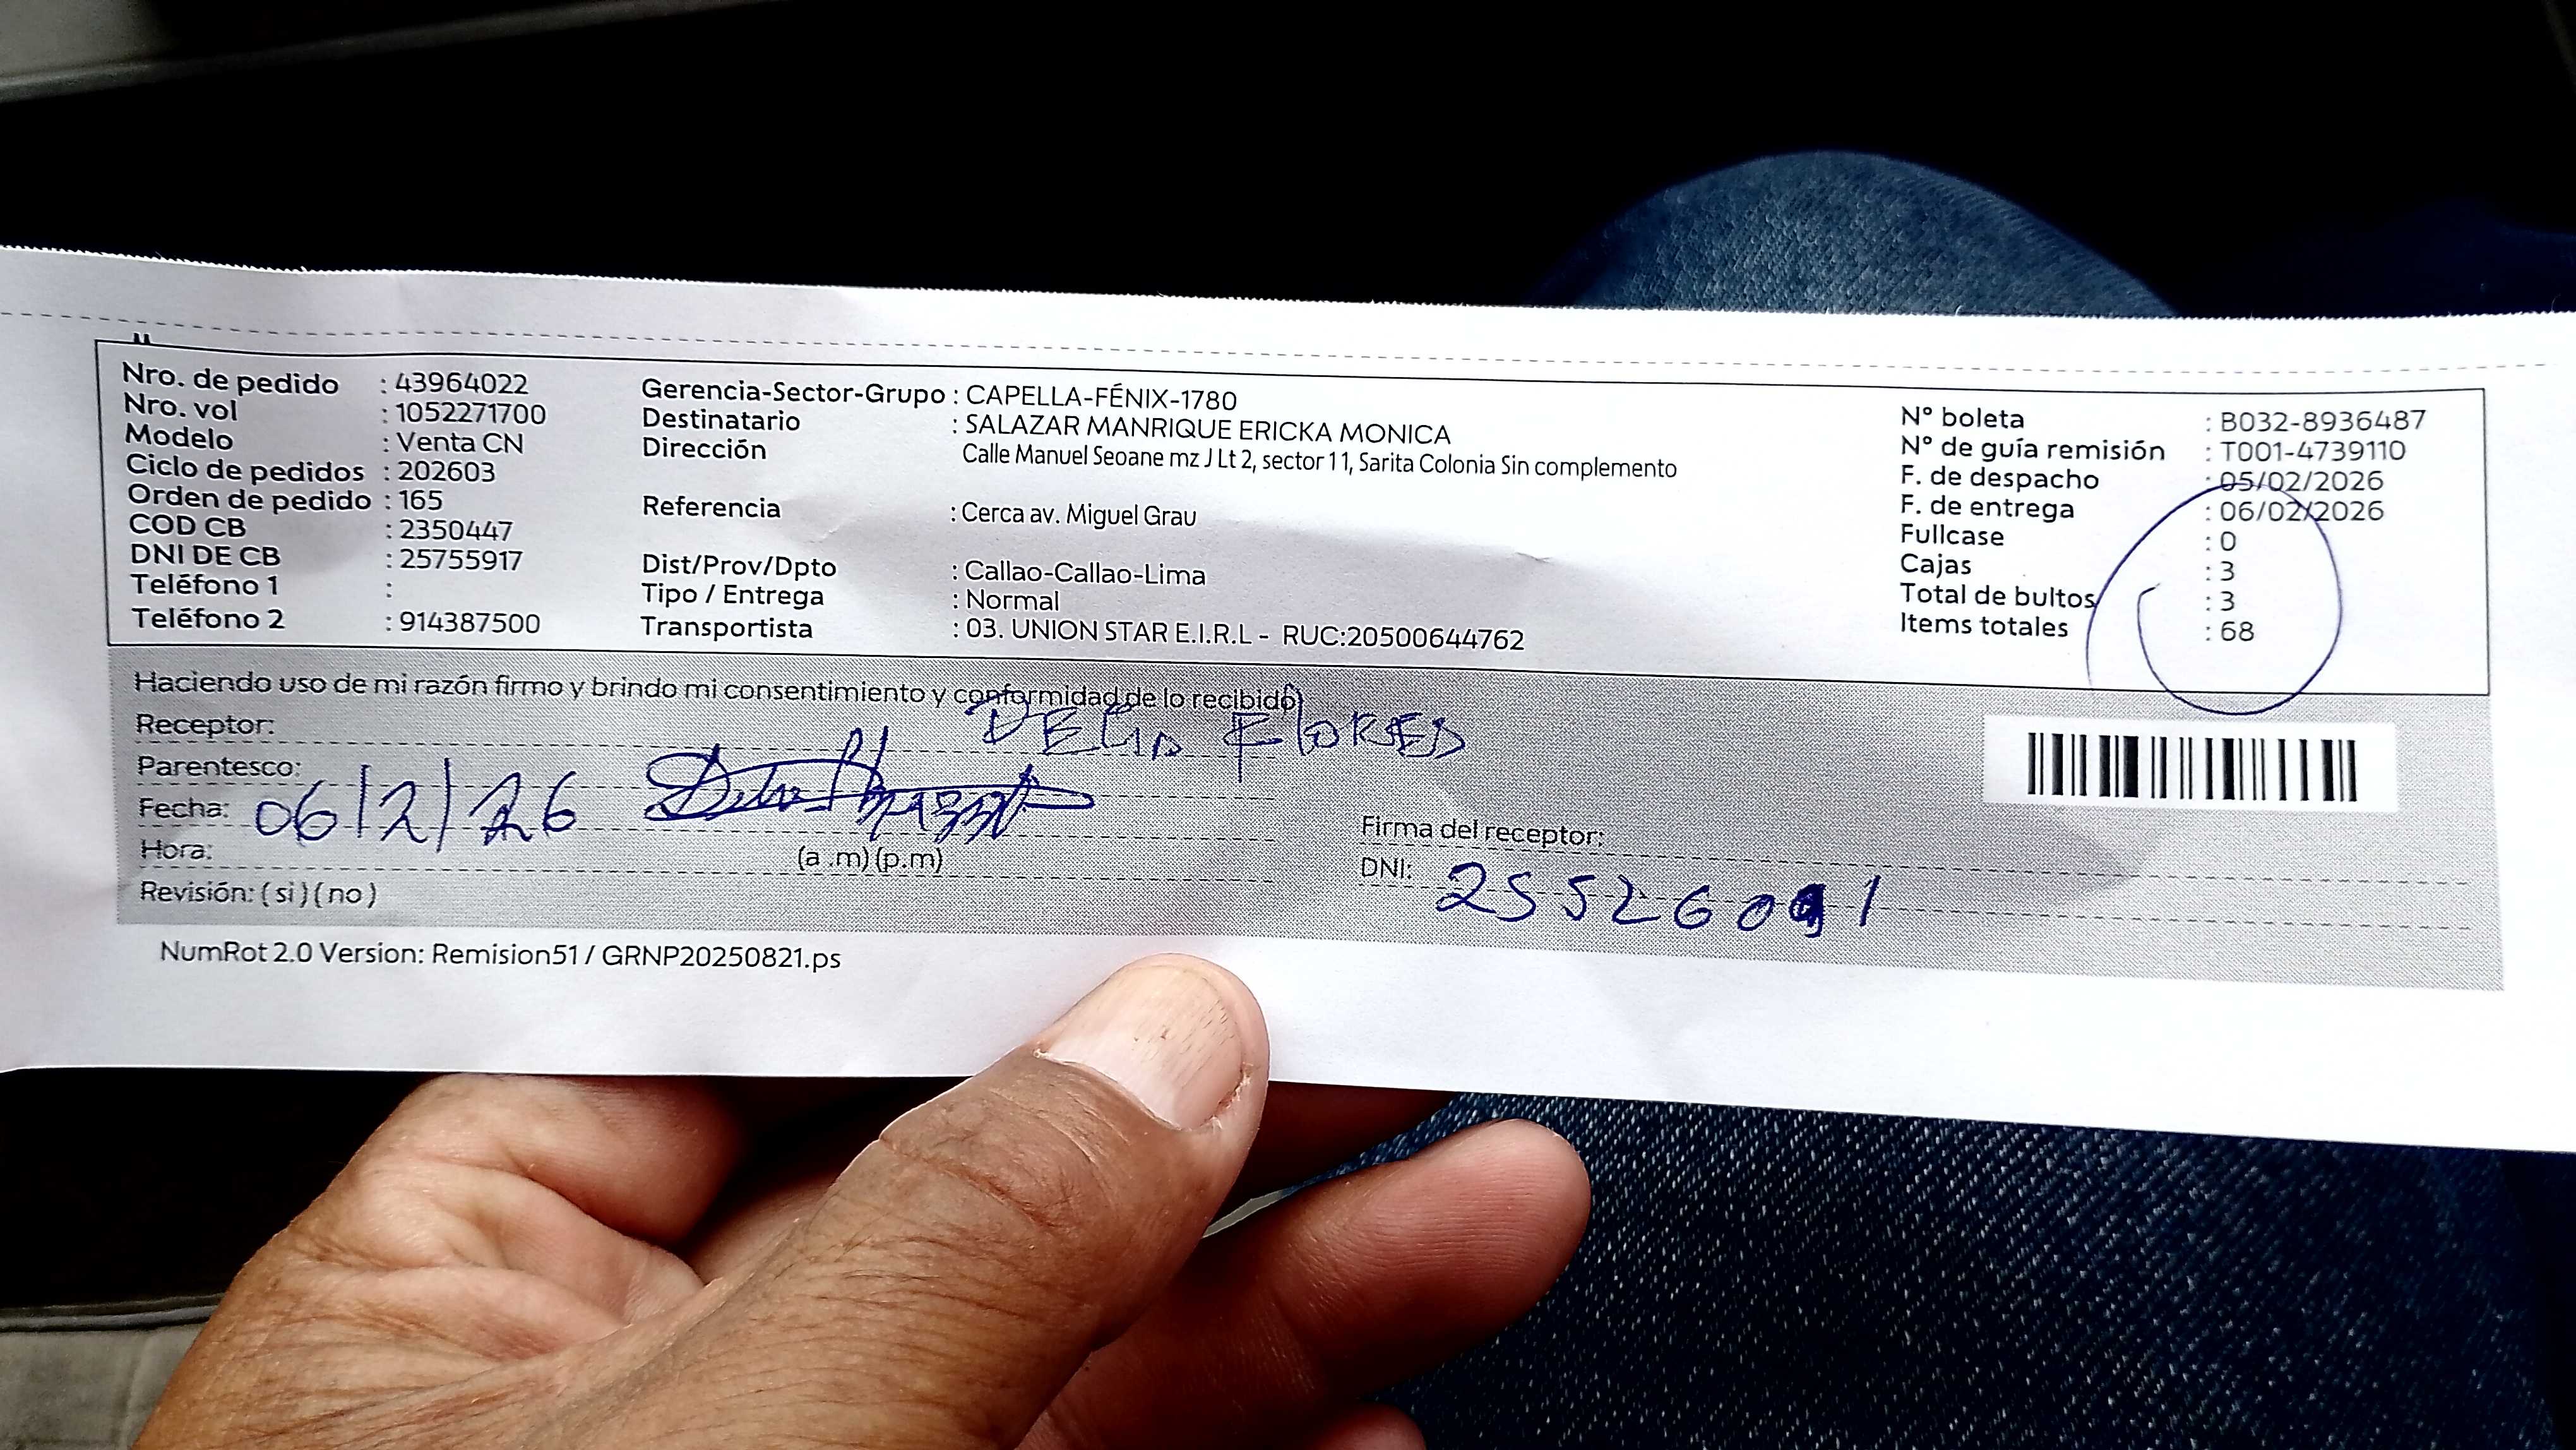 Nro. de pedido : 43964022
Nro. vol : 1052271700
Modelo : Venta CN
Ciclo de pedidos : 202603
Orden de pedido : 165
COD CB : 2350447
DNI DE CB : 25755917
Teléfono 1 :
Teléfono 2 : 914387500
Gerencia-Sector-Grupo : CAPELLA-FÉNIX-1780
Destinatario : SALAZAR MANRIQUE ERICKA MONICA
Dirección Calle Manuel Seoane mz J Lt 2, sector 11, Sarita Colonia Sin complemento
Referencia : Cerca av. Miguel Grau
Dist/Prov/Dpto : Callao-Callao-Lima
Tipo / Entrega : Normal
Transportista : 03. UNION STAR E.I.R.L - RUC:20500644762
N° boleta : B032-8936487
N° de guía remisión : T001-4739110
F. de despacho : 05/02/2026
F. de entrega : 06/02/2026
Fullcase : 0
Cajas : 3
Total de bultos : 3
Items totales : 68
Haciendo uso de mi razón firmo y brindo mi consentimiento y conformidad de lo recibido
Receptor: DELIA FLORES
Parentesco:
Fecha: 06/2/26
Hora: (a .m) (p.m)
Revisión: ( si ) ( no )
Firma del receptor:
DNI: 25526091
NumRot 2.0 Version: Remision51 / GRNP20250821.ps